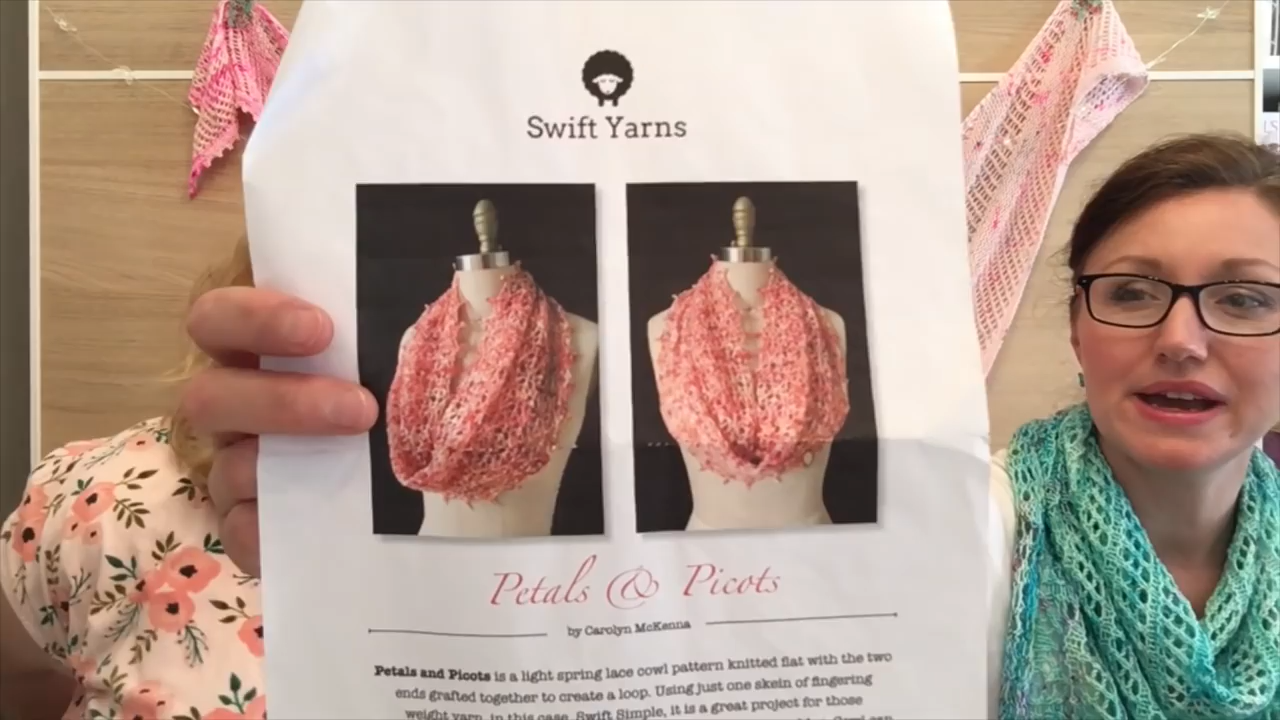 Swift Yarns
Petals & Picots
by Carolyn McKenna
Petals and Picots is a light spring lace cowl pattern knitted flat with the two
ends grafted together to create a loop. Using just one skein of fingering
weight yarn, in this case, Swift Simple, it is a great project for those